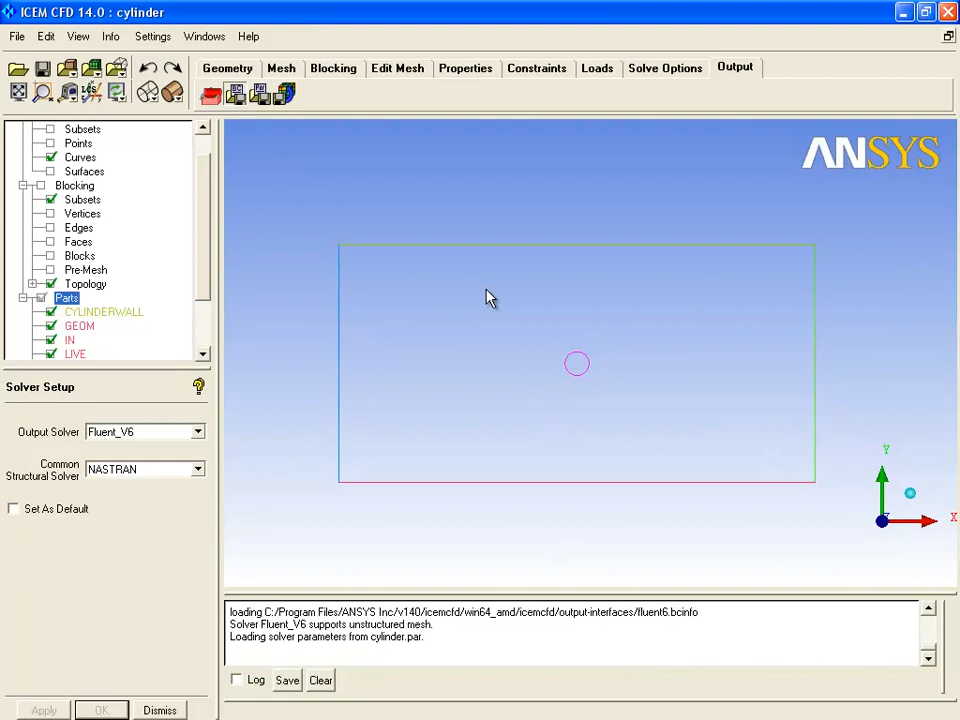 ICEM CFD 14.0 : cylinder
File Edit View Info Settings Windows Help
Geometry Mesh Blocking Edit Mesh Properties Constraints Loads Solve Options Output
ANSYS
Subsets
Points
Curves
Surfaces
Blocking
Subsets
Vertices
Edges
Faces
Blocks
Pre-Mesh
Topology
Parts
CYLINDERWALL
GEOM
IN
LIVE
Solver Setup
Output Solver Fluent_V6
Common
Structural Solver NASTRAN
Set As Default
Y
X
loading C:/Program Files/ANSYS Inc/v140/icemcfd/win64_amd/icemcfd/output-interfaces/fluent6.bcinfo
Solver Fluent_V6 supports unstructured mesh.
Loading solver parameters from cylinder.par.
Log Save Clear
Apply OK Dismiss